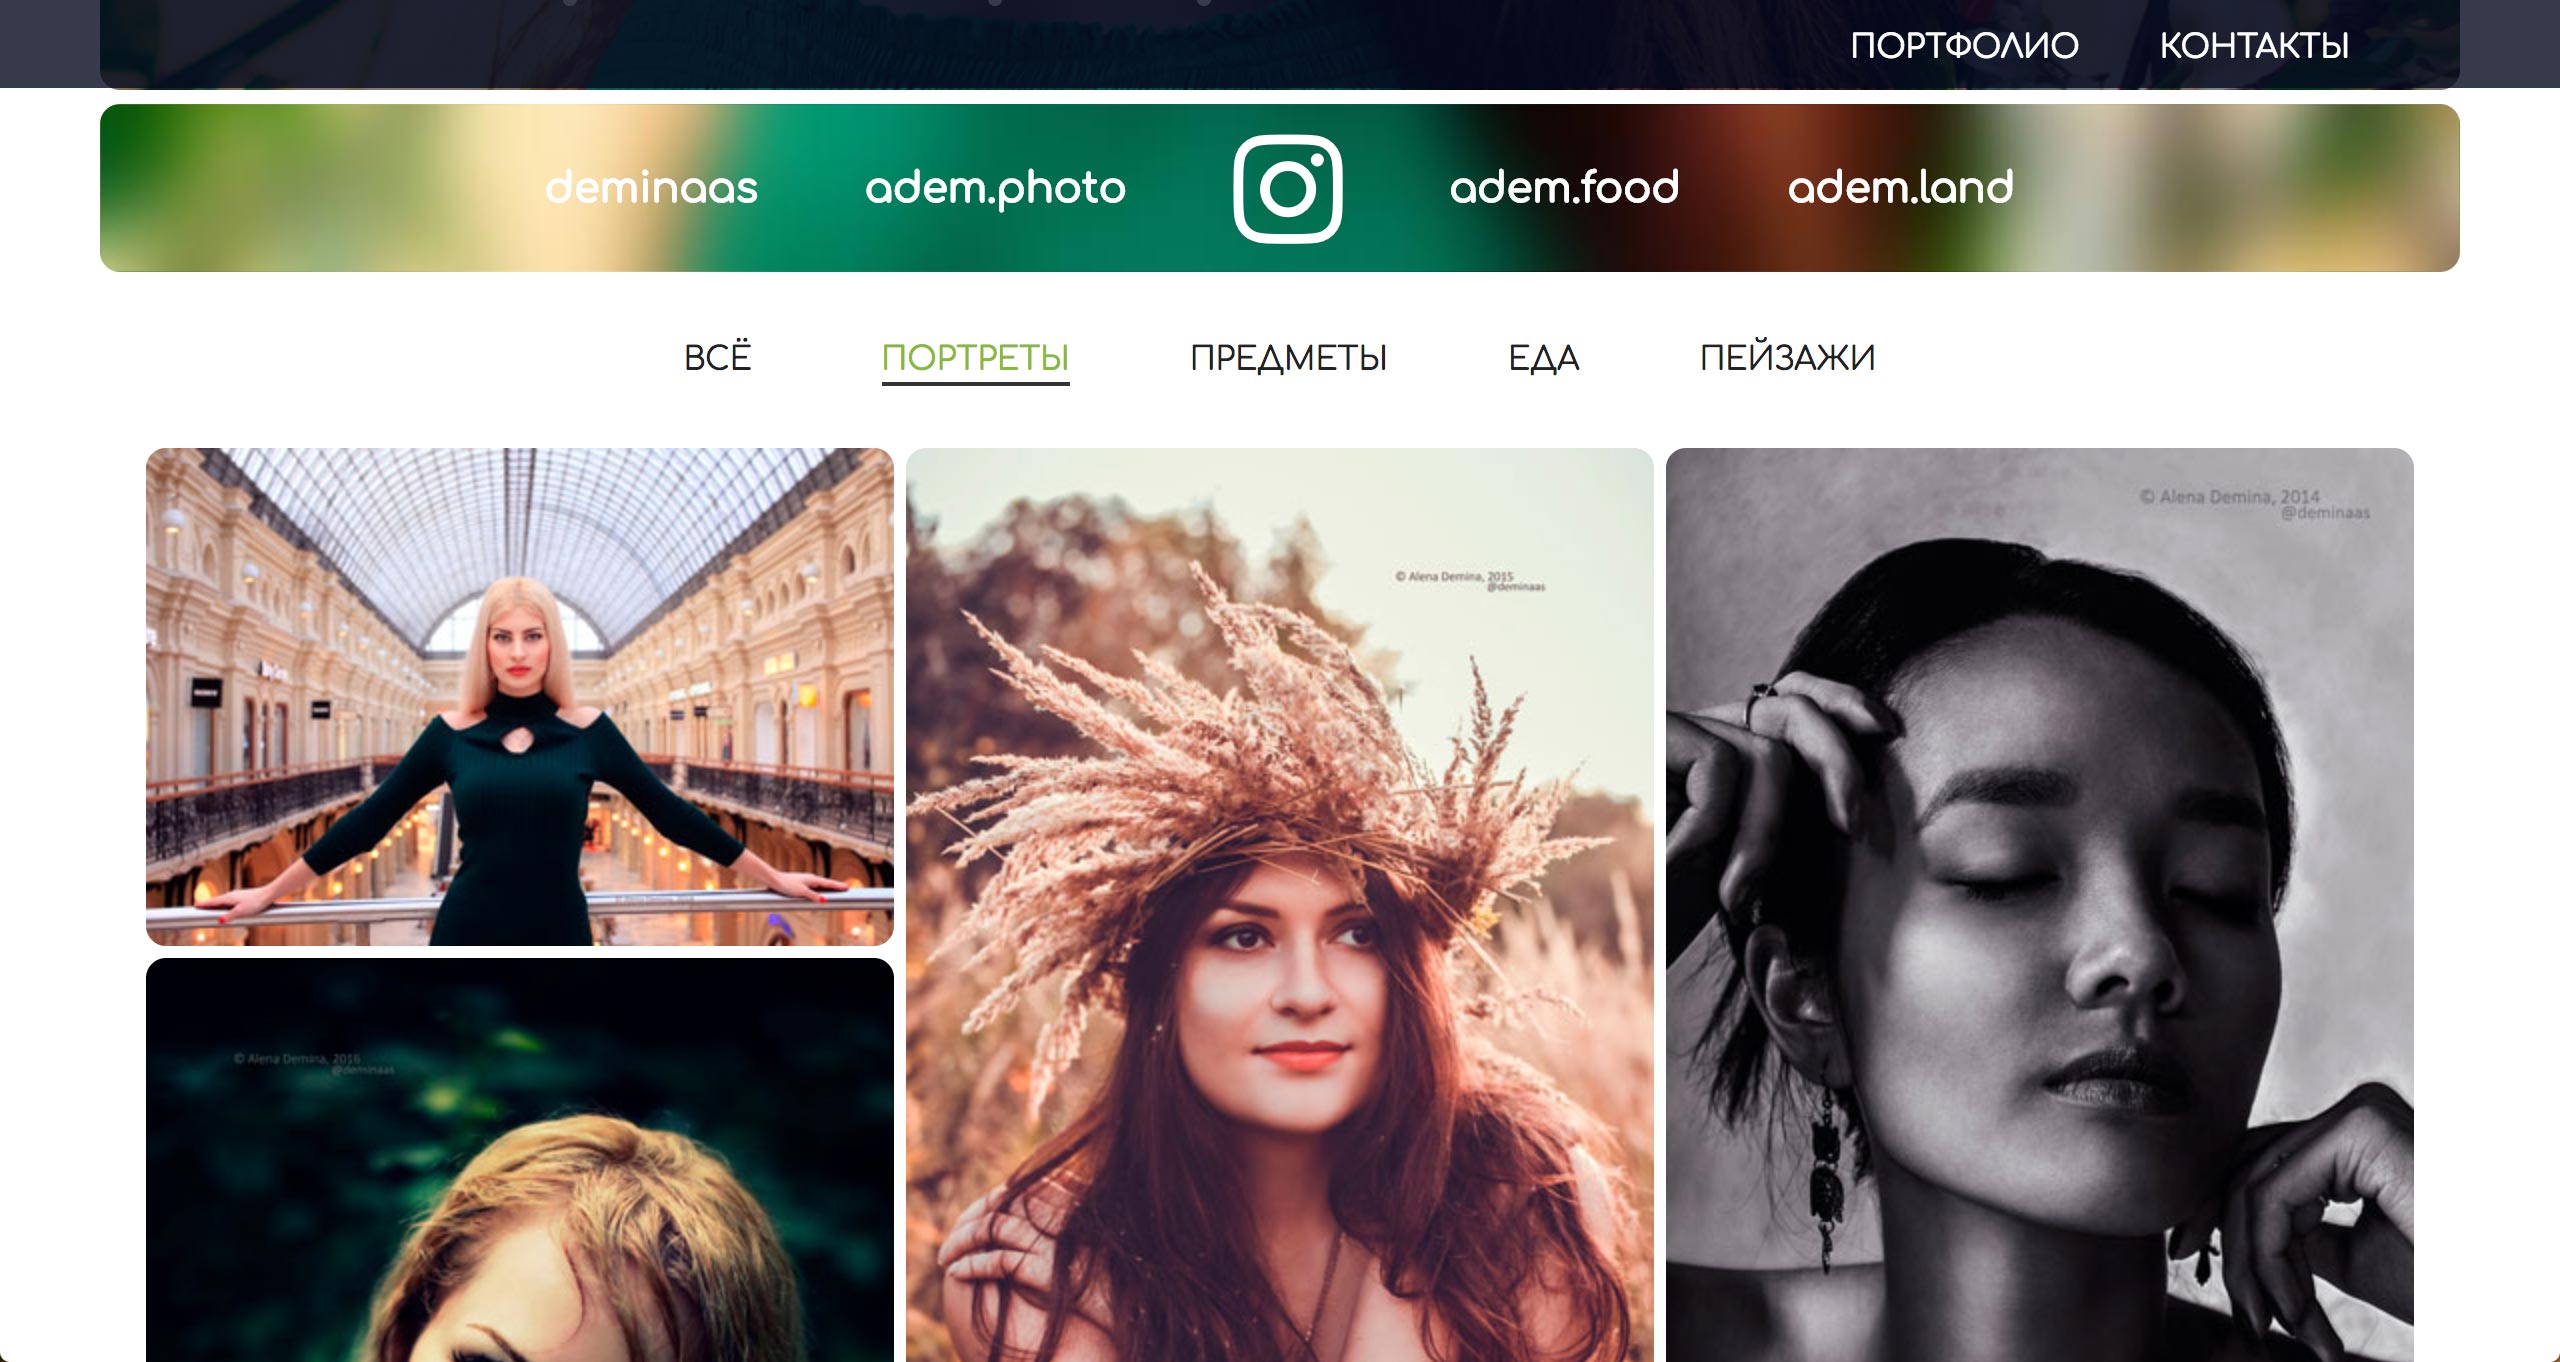 ПОРТФОЛИО КОНТАКТЫ
deminaas adem.photo adem.food adem.land
ВСЁ ПОРТРЕТЫ ПРЕДМЕТЫ ЕДА ПЕЙЗАЖИ
© Alena Demina, 2015
@deminaas
© Alena Demina, 2014
@deminaas
© Alena Demina, 2016
@deminaas